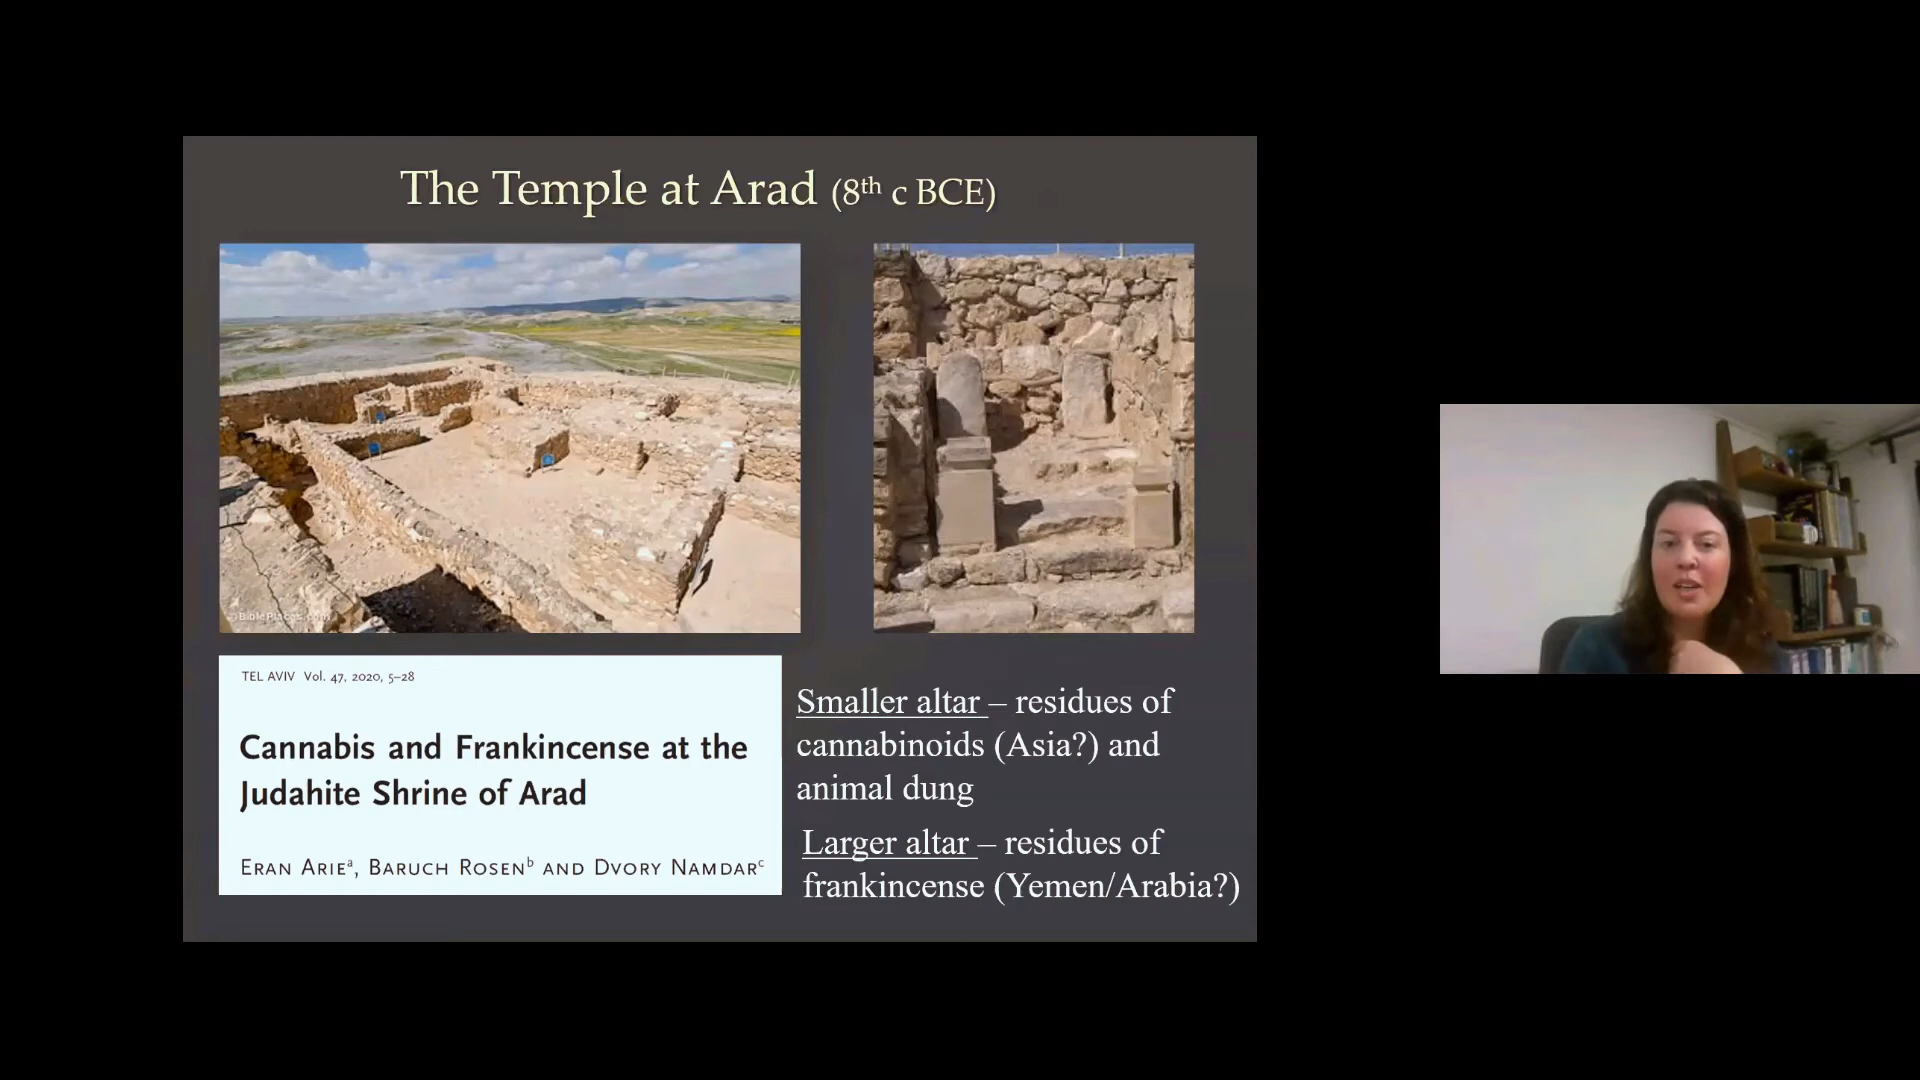 The Temple at Arad (8th c BCE)
© BiblePlaces.com
TEL AVIV Vol. 47, 2020, 5–28
Cannabis and Frankincense at the
Judahite Shrine of Arad
Eran Arieᵃ, Baruch Rosenᵇ and Dvory Namdarᶜ
Smaller altar – residues of
cannabinoids (Asia?) and
animal dung
Larger altar – residues of
frankincense (Yemen/Arabia?)